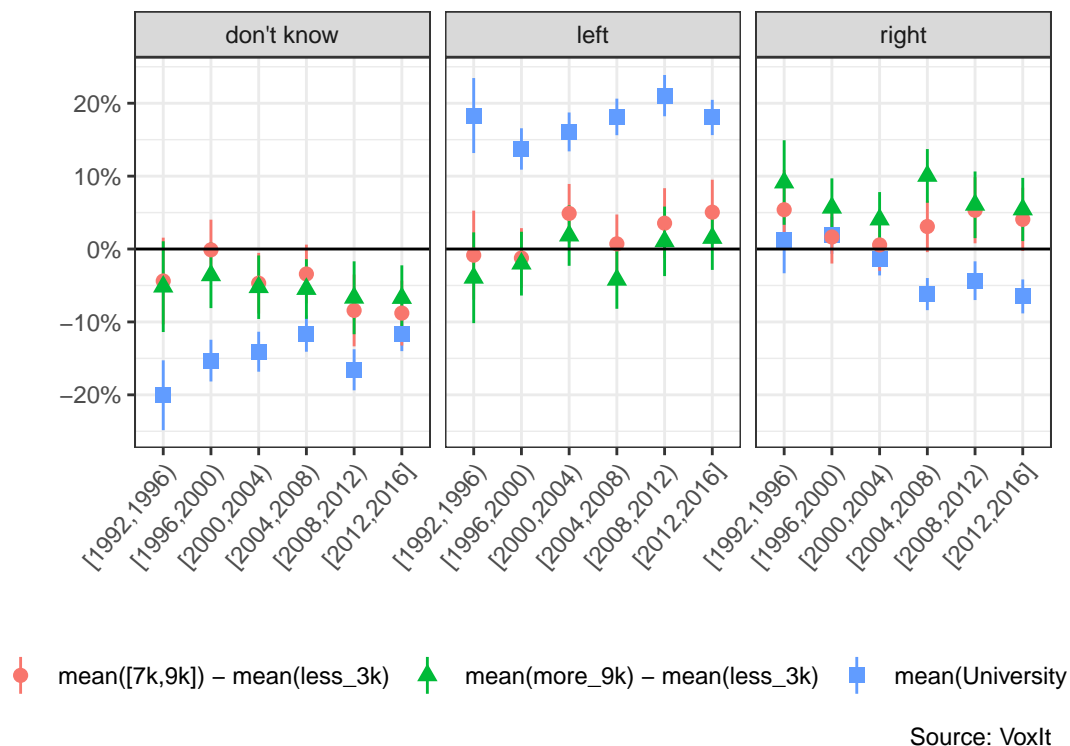 don't know left right
20%
10%
0%
−10%
−20%
[1992,1996) [1996,2000) [2000,2004) [2004,2008) [2008,2012) [2012,2016] [1992,1996) [1996,2000) [2000,2004) [2004,2008) [2008,2012) [2012,2016] [1992,1996) [1996,2000) [2000,2004) [2004,2008) [2008,2012) [2012,2016]
mean([7k,9k]) − mean(less_3k) mean(more_9k) − mean(less_3k) mean(University
Source: VoxIt